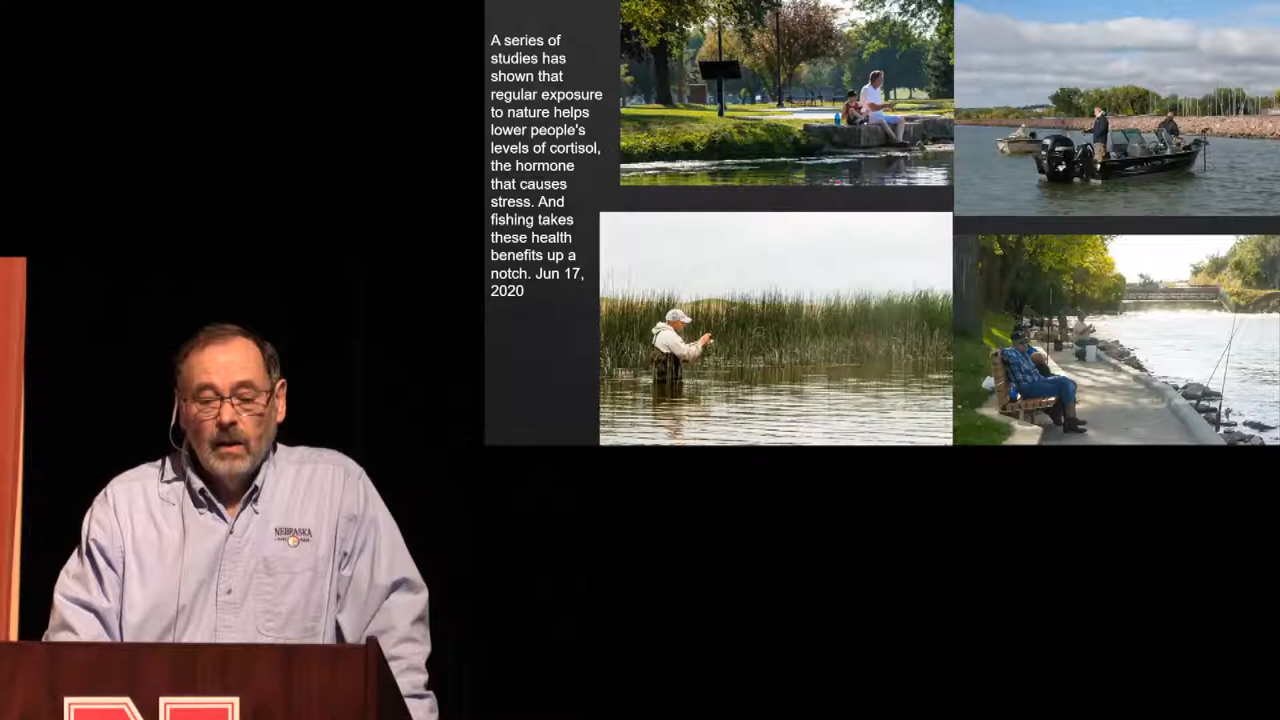 A series of
studies has
shown that
regular exposure
to nature helps
lower people's
levels of cortisol,
the hormone
that causes
stress. And
fishing takes
these health
benefits up a
notch. Jun 17,
2020
NEBRASKA
N